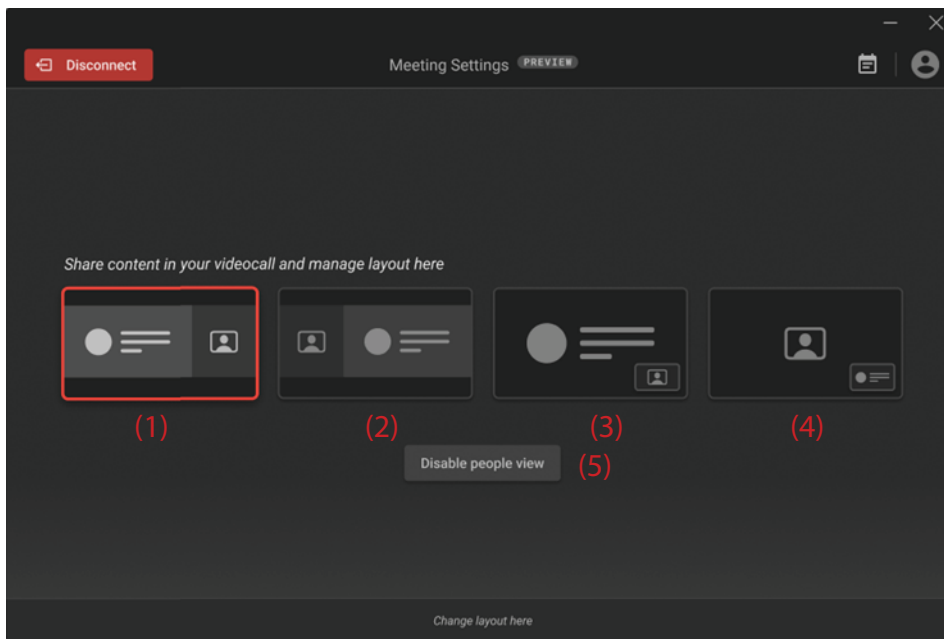 Disconnect
Meeting Settings PREVIEW
Share content in your videocall and manage layout here
(1)
(2)
(3)
(4)
Disable people view
(5)
Change layout here